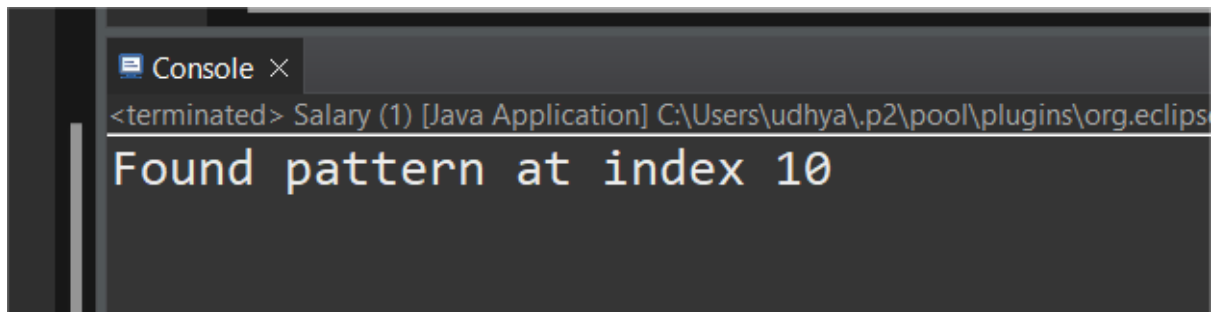 Console
<terminated> Salary (1) [Java Application] C:\Users\udhya\.p2\pool\plugins\org.eclips
Found pattern at index 10